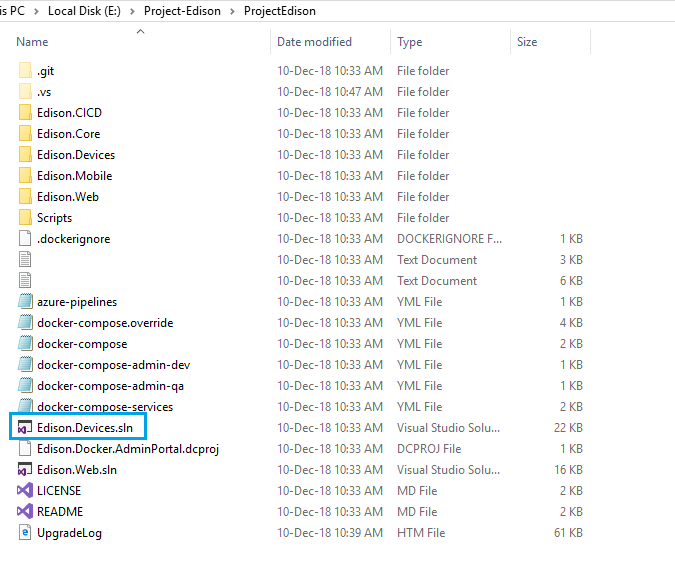 is PC > Local Disk (E:) > Project-Edison > ProjectEdison
Name Date modified Type Size
.git 10-Dec-18 10:33 AM File folder
.vs 10-Dec-18 10:47 AM File folder
Edison.CICD 10-Dec-18 10:33 AM File folder
Edison.Core 10-Dec-18 10:33 AM File folder
Edison.Devices 10-Dec-18 10:33 AM File folder
Edison.Mobile 10-Dec-18 10:33 AM File folder
Edison.Web 10-Dec-18 10:33 AM File folder
Scripts 10-Dec-18 10:33 AM File folder
.dockerignore 10-Dec-18 10:33 AM DOCKERIGNORE F... 1 KB
10-Dec-18 10:33 AM Text Document 3 KB
10-Dec-18 10:33 AM Text Document 6 KB
azure-pipelines 10-Dec-18 10:33 AM YML File 1 KB
docker-compose.override 10-Dec-18 10:33 AM YML File 4 KB
docker-compose 10-Dec-18 10:33 AM YML File 2 KB
docker-compose-admin-dev 10-Dec-18 10:33 AM YML File 1 KB
docker-compose-admin-qa 10-Dec-18 10:33 AM YML File 1 KB
docker-compose-services 10-Dec-18 10:33 AM YML File 2 KB
Edison.Devices.sln 10-Dec-18 10:33 AM Visual Studio Solu... 22 KB
Edison.Docker.AdminPortal.dcproj 10-Dec-18 10:33 AM DCPROJ File 1 KB
Edison.Web.sln 10-Dec-18 10:33 AM Visual Studio Solu... 16 KB
LICENSE 10-Dec-18 10:33 AM MD File 2 KB
README 10-Dec-18 10:33 AM MD File 2 KB
UpgradeLog 10-Dec-18 10:39 AM HTM File 61 KB